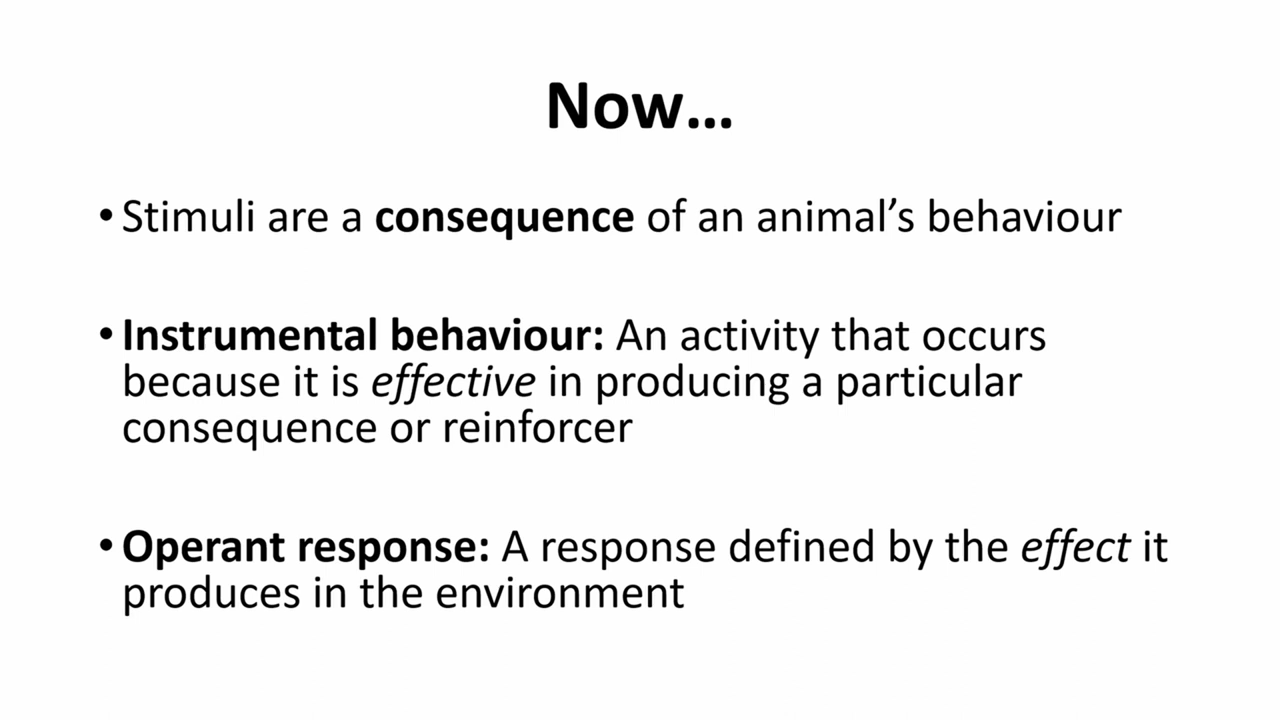 Now...
• Stimuli are a consequence of an animal’s behaviour
• Instrumental behaviour: An activity that occurs
because it is effective in producing a particular
consequence or reinforcer
• Operant response: A response defined by the effect it
produces in the environment